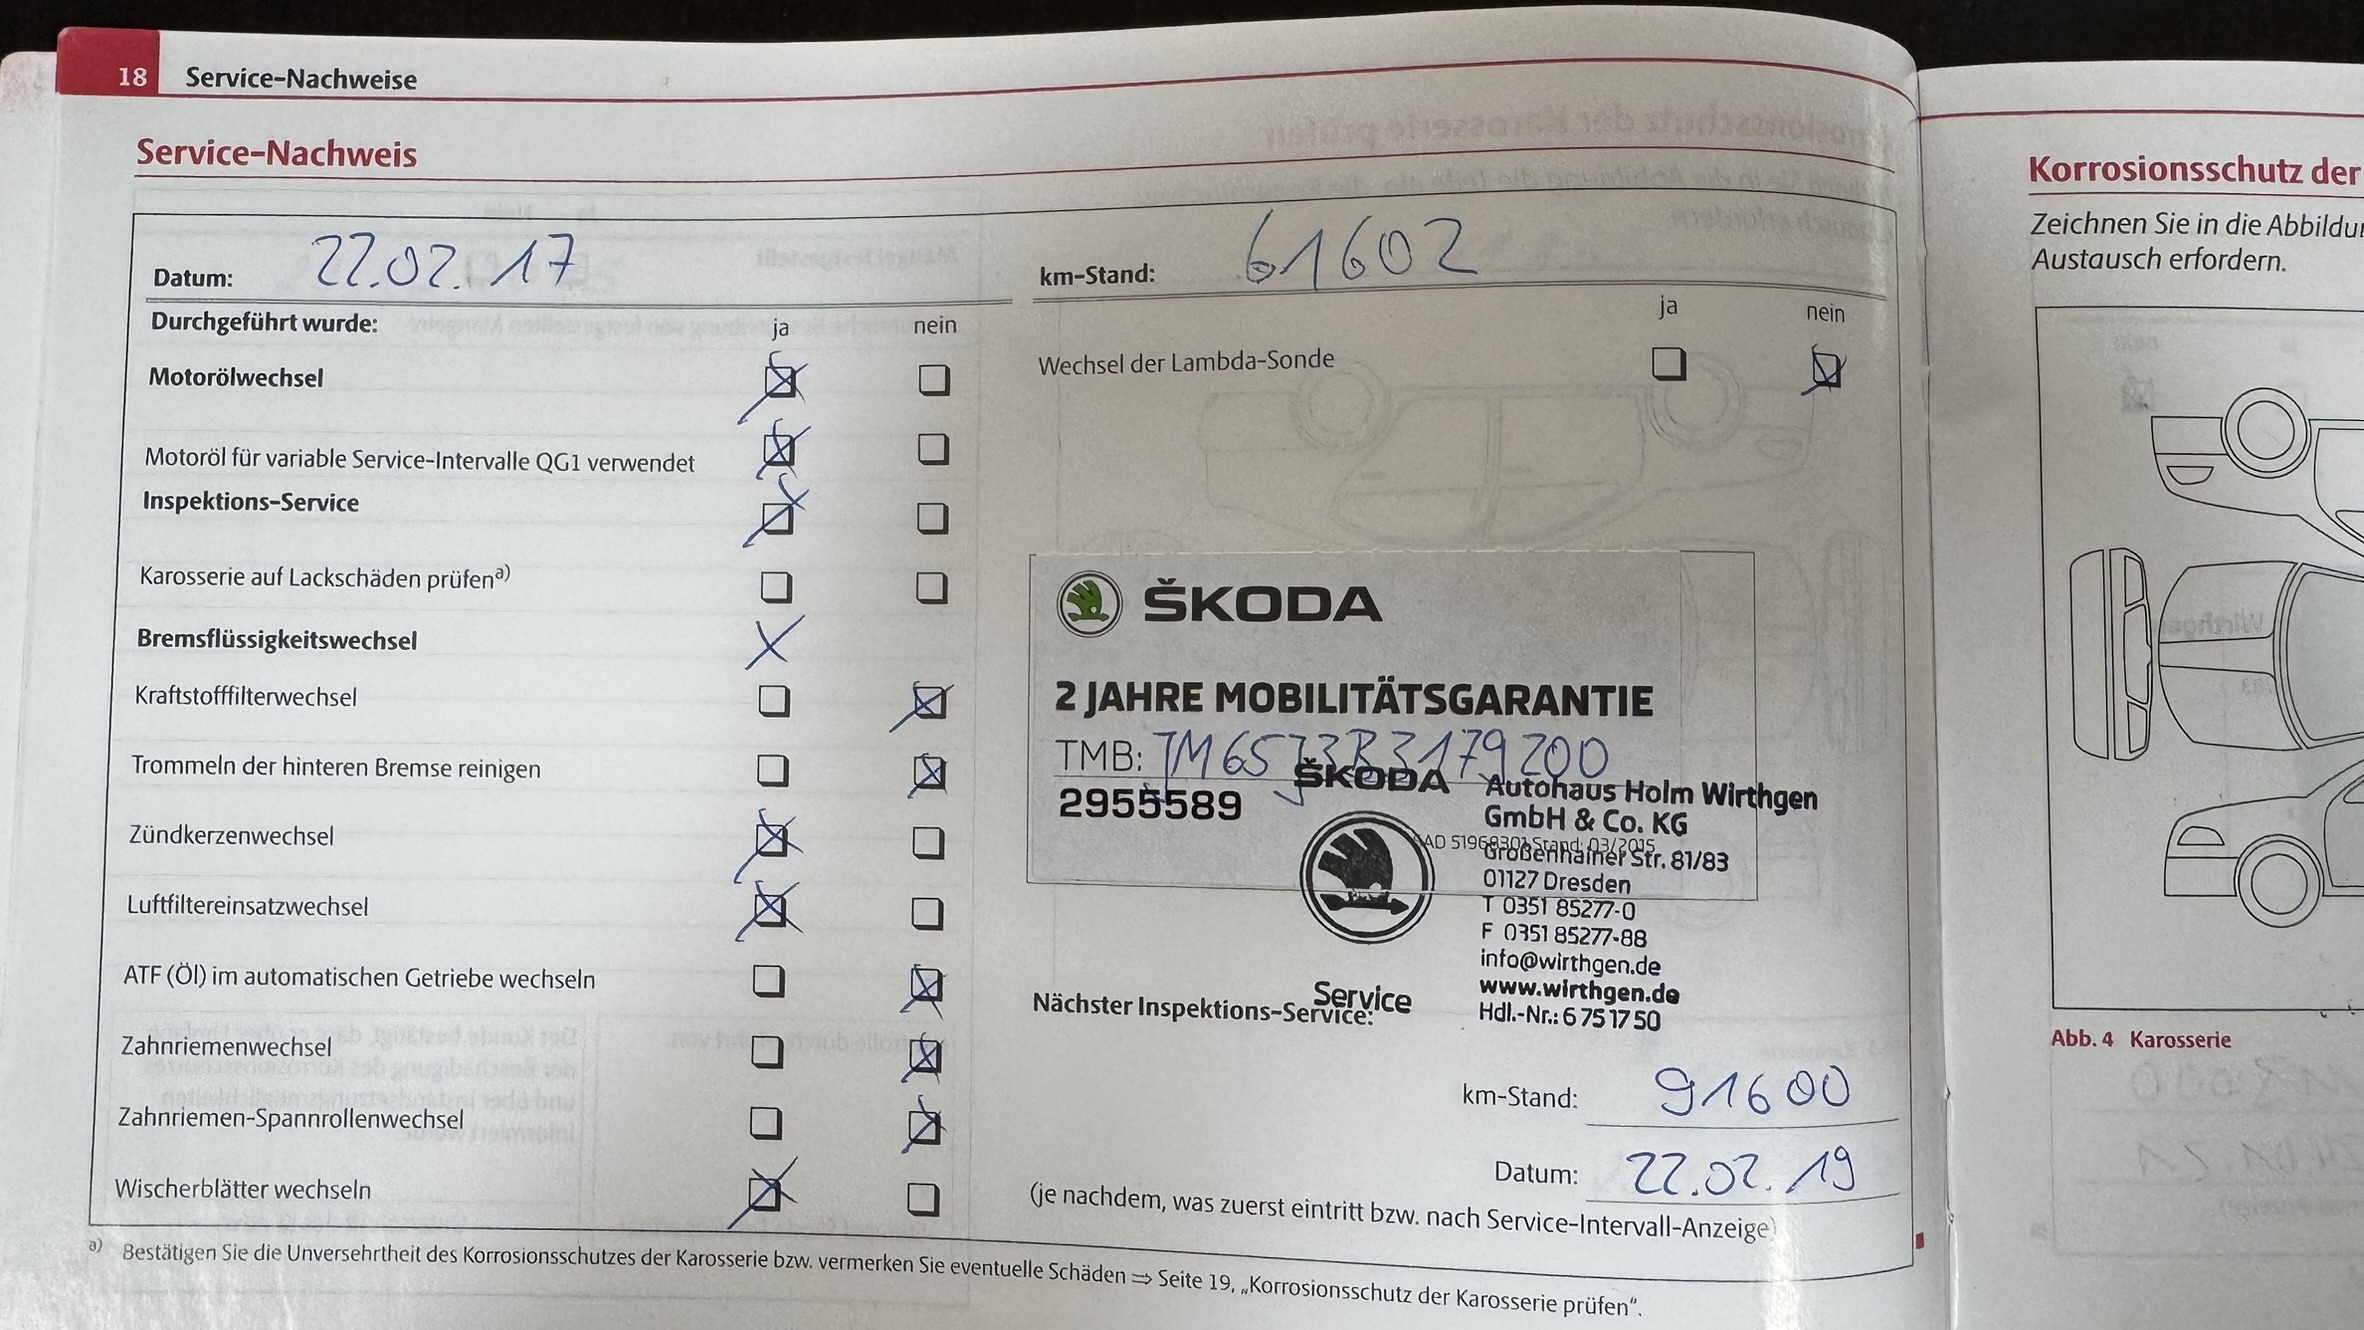 18 Service-Nachweise
Service-Nachweis
Datum: 22.02.17
km-Stand: 61602
Durchgeführt wurde: ja nein
ja nein
Motorölwechsel
Wechsel der Lambda-Sonde
Motoröl für variable Service-Intervalle QG1 verwendet
Inspektions-Service
Karosserie auf Lackschäden prüfen a)
Bremsflüssigkeitswechsel
Kraftstofffilterwechsel
Trommeln der hinteren Bremse reinigen
Zündkerzenwechsel
Luftfiltereinsatzwechsel
ATF (Öl) im automatischen Getriebe wechseln
Zahnriemenwechsel
Zahnriemen-Spannrollenwechsel
Wischerblätter wechseln
ŠKODA
2 JAHRE MOBILITÄTSGARANTIE
TMB:
2955589
ŠKODA
Service
Autohaus Holm Wirthgen
GmbH & Co. KG
Stand: 03/2015
Großenhainer Str. 81/83
01127 Dresden
T 0351 85277-0
F 0351 85277-88
info@wirthgen.de
www.wirthgen.de
Hdl.-Nr.: 6 75 17 50
Nächster Inspektions-Service:
km-Stand: 91600
Datum: 22.02.19
(je nachdem, was zuerst eintritt bzw. nach Service-Intervall-Anzeige)
a) Bestätigen Sie die Unversehrtheit des Korrosionsschutzes der Karosserie bzw. vermerken Sie eventuelle Schäden ⇒ Seite 19, „Korrosionsschutz der Karosserie prüfen“.
Korrosionsschutz der
Zeichnen Sie in die
Austausch erfordern.
Abb. 4 Karosserie